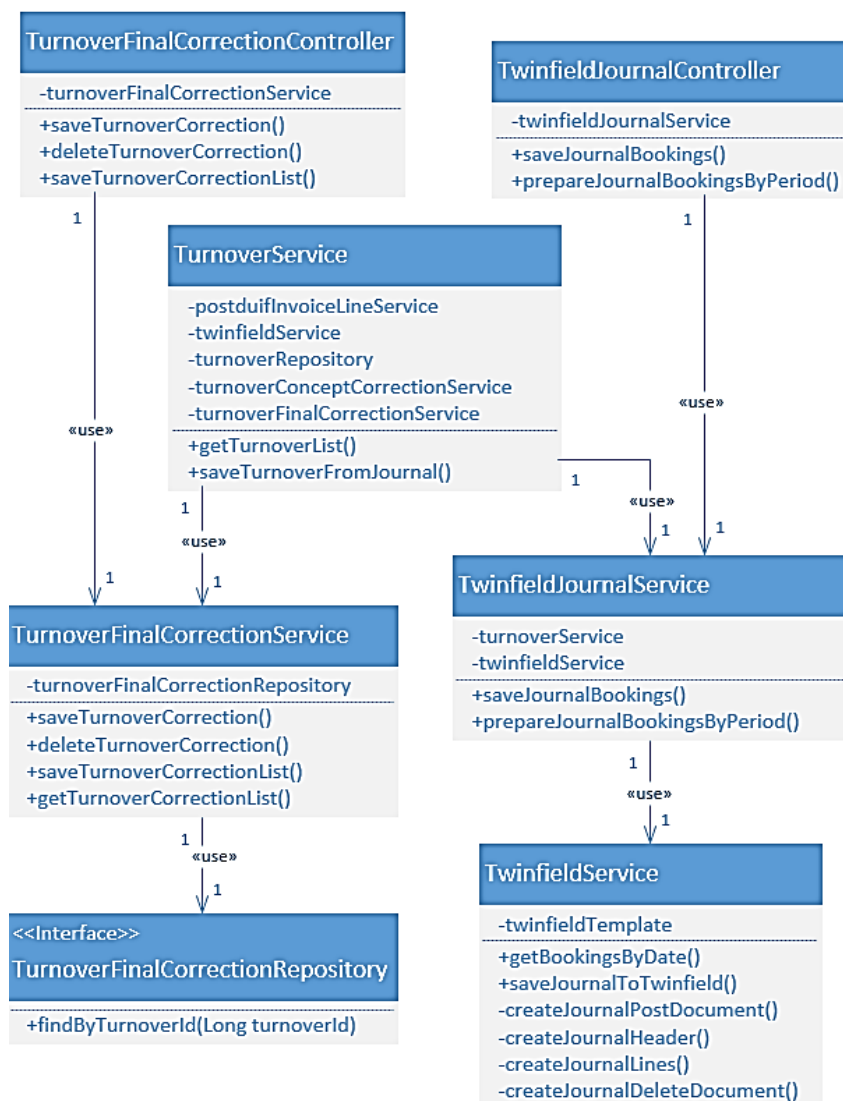 TurnoverFinalCorrectionController
-turnoverFinalCorrectionService
+saveTurnoverCorrection()
+deleteTurnoverCorrection()
+saveTurnoverCorrectionList()
1
«use»
1
TwinfieldJournalController
-twinfieldJournalService
+saveJournalBookings()
+prepareJournalBookingsByPeriod()
1
«use»
1
TurnoverService
-postduifInvoiceLineService
-twinfieldService
-turnoverRepository
-turnoverConceptCorrectionService
-turnoverFinalCorrectionService
+getTurnoverList()
+saveTurnoverFromJournal()
1
«use»
1
1
«use»
1
TurnoverFinalCorrectionService
-turnoverFinalCorrectionRepository
+saveTurnoverCorrection()
+deleteTurnoverCorrection()
+saveTurnoverCorrectionList()
+getTurnoverCorrectionList()
1
«use»
1
TwinfieldJournalService
-turnoverService
-twinfieldService
+saveJournalBookings()
+prepareJournalBookingsByPeriod()
1
«use»
1
<<Interface>>
TurnoverFinalCorrectionRepository
+findByTurnoverId(Long turnoverId)
TwinfieldService
-twinfieldTemplate
+getBookingsByDate()
+saveJournalToTwinfield()
-createJournalPostDocument()
-createJournalHeader()
-createJournalLines()
-createJournalDeleteDocument()